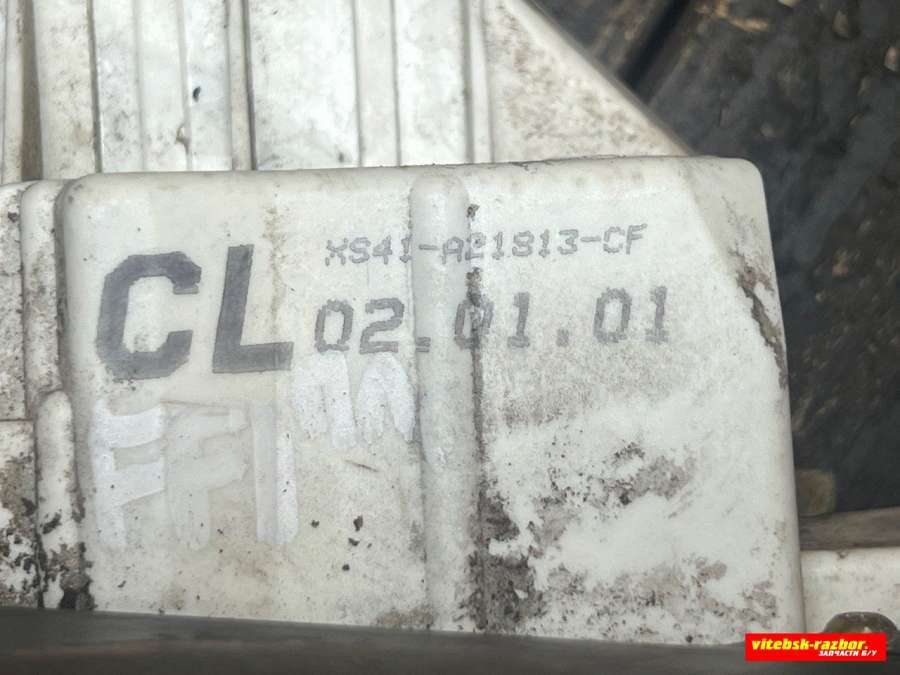 CL
XS41-A21813-CF
02.01.01
vitebsk-razbor.
ЗАПЧАСТИ Б/У